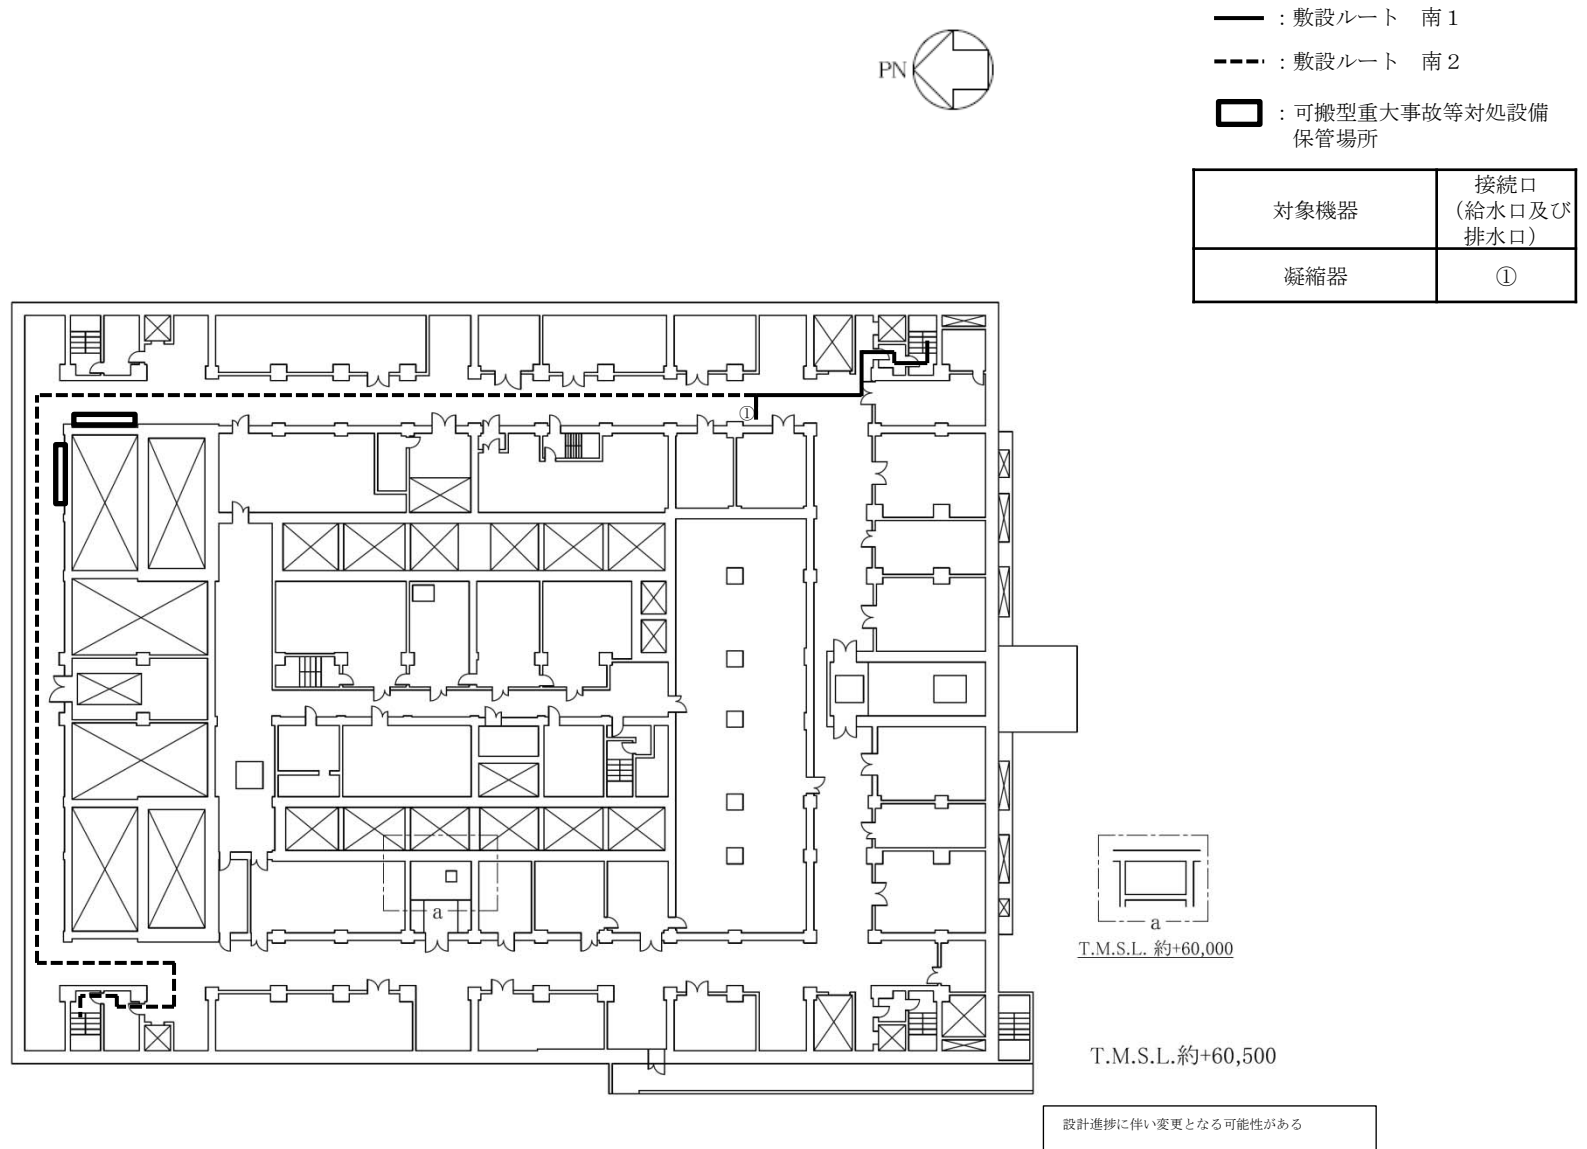 ：敷設ルート　南１
：敷設ルート　南２
：可搬型重大事故等対処設備
保管場所
PN
対象機器
接続口
（給水口及び
排水口）
凝縮器
①
①
a
a
T.M.S.L. 約+60,000
T.M.S.L.約+60,500
設計進捗に伴い変更となる可能性がある